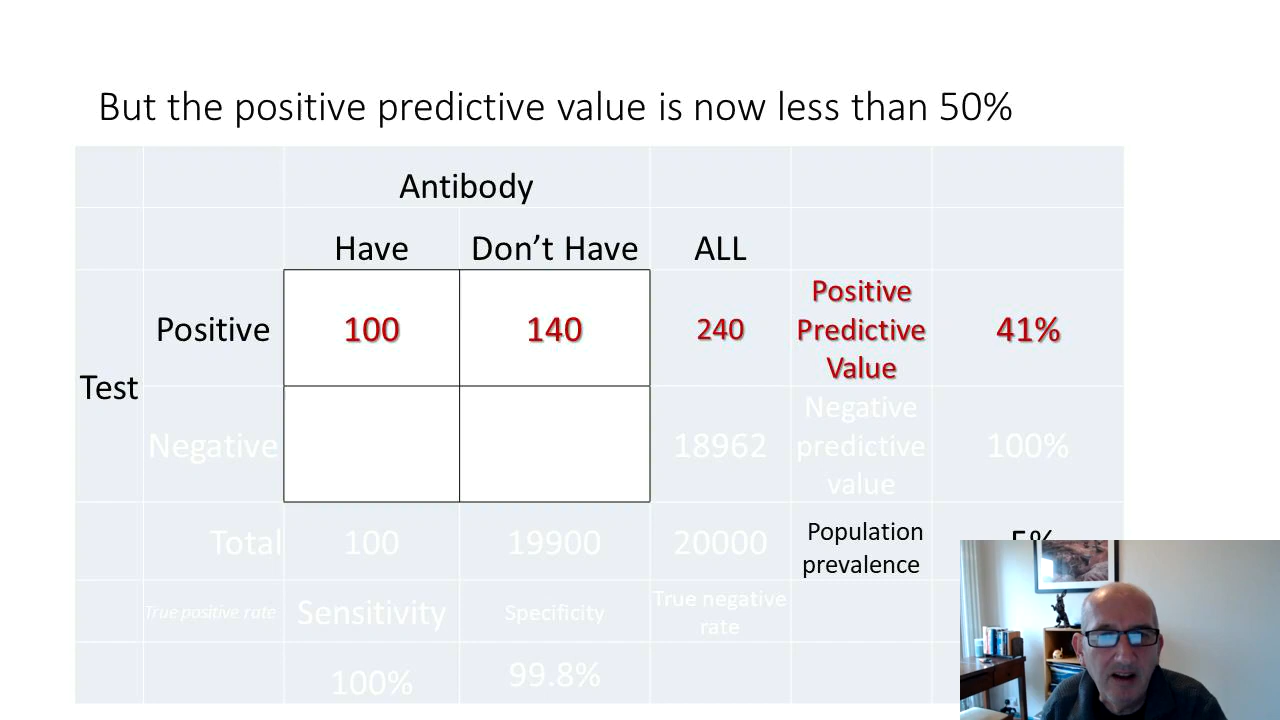 But the positive predictive value is now less than 50%
Antibody
Have Don't Have ALL
Positive 100 140 240 Positive Predictive Value 41%
Test
Negative 18962 Negative predictive value 100%
Total 100 19900 20000 Population prevalence
True positive rate Sensitivity Specificity True negative rate
100% 99.8%